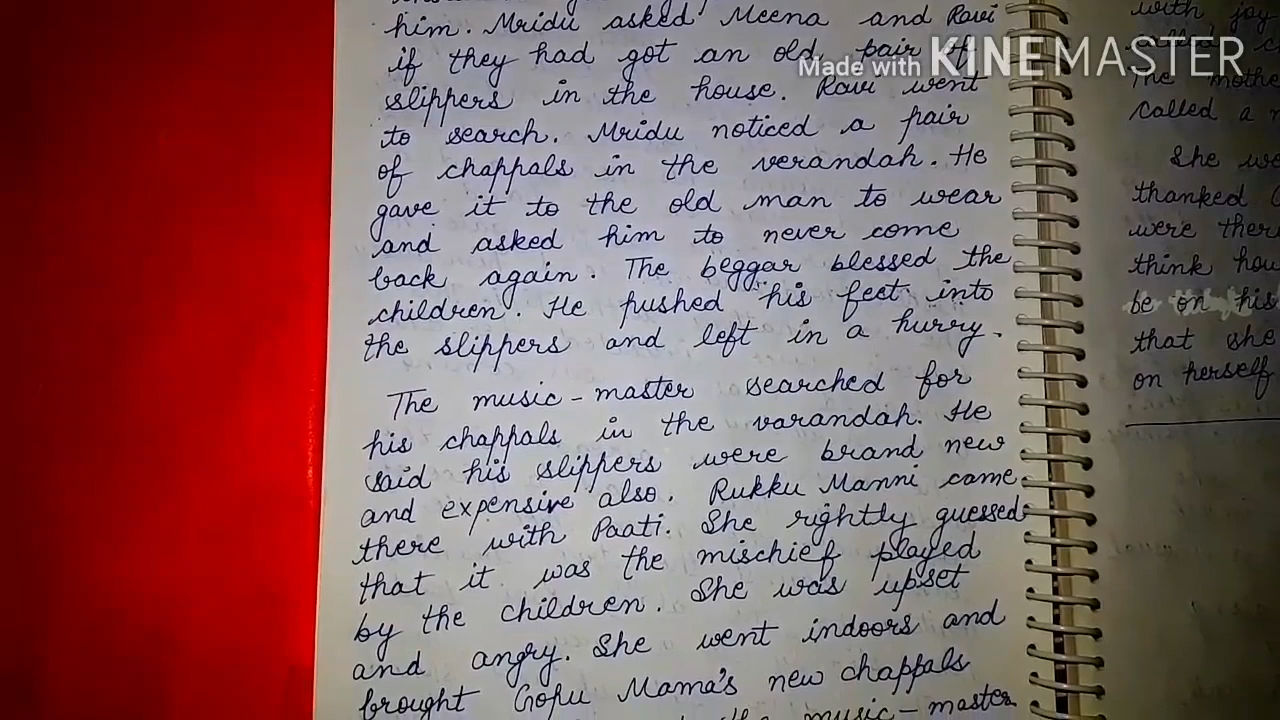 him. Mridu asked Meena and Ravi
if they had got an old pair of
slippers in the house. Ravi went
to search. Mridu noticed a pair
of chappals in the verandah. He
gave it to the old man to wear
and asked him to never come
back again. The beggar blessed the
children. He pushed his feet into
the slippers and left in a hurry.
The music-master searched for
his chappals in the varandah. He
said his slippers were brand new
and expensive also. Rukku Manni came
there with Paati. She rightly guessed
that it was the mischief played
by the children. She was upset
and angry. She went indoors and
brought Gopu Mama's new chappals
the music-master
Made with KINEMASTER
with joy
The mothe
called a
She we
thanked
were ther
think how
be on his
that she
on herself